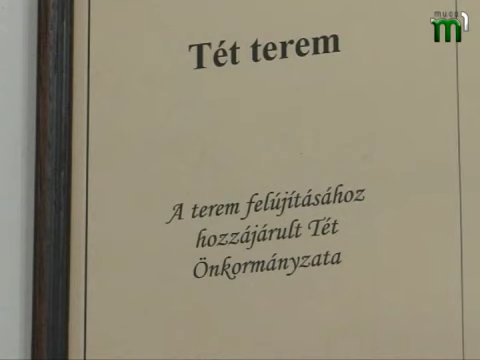 Tét terem
A terem felújításához
hozzájárult Tét
Önkormányzata